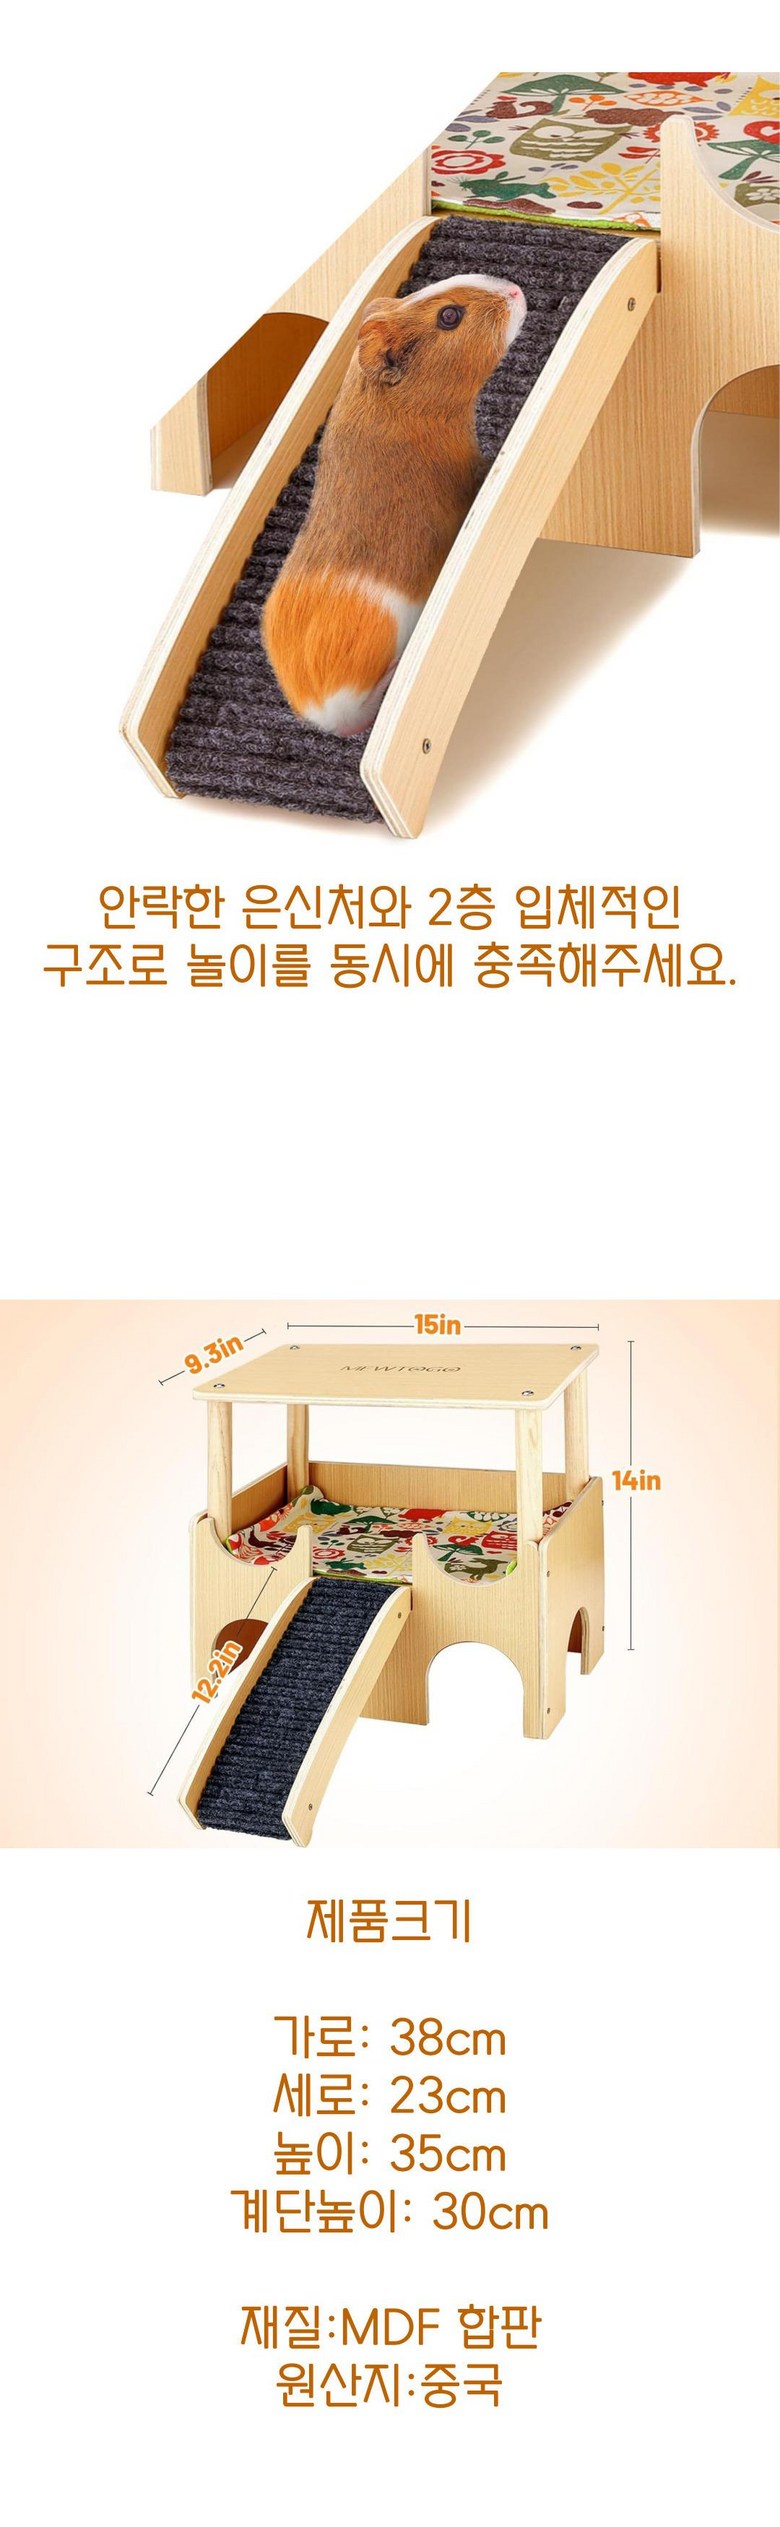 안락한 은신처와 2층 입체적인
구조로 놀이를 동시에 충족해주세요.
15in
9.3in
MEWTOGO
14in
12.2in
제품크기
가로: 38cm
세로: 23cm
높이: 35cm
계단높이: 30cm
재질:MDF 합판
원산지:중국